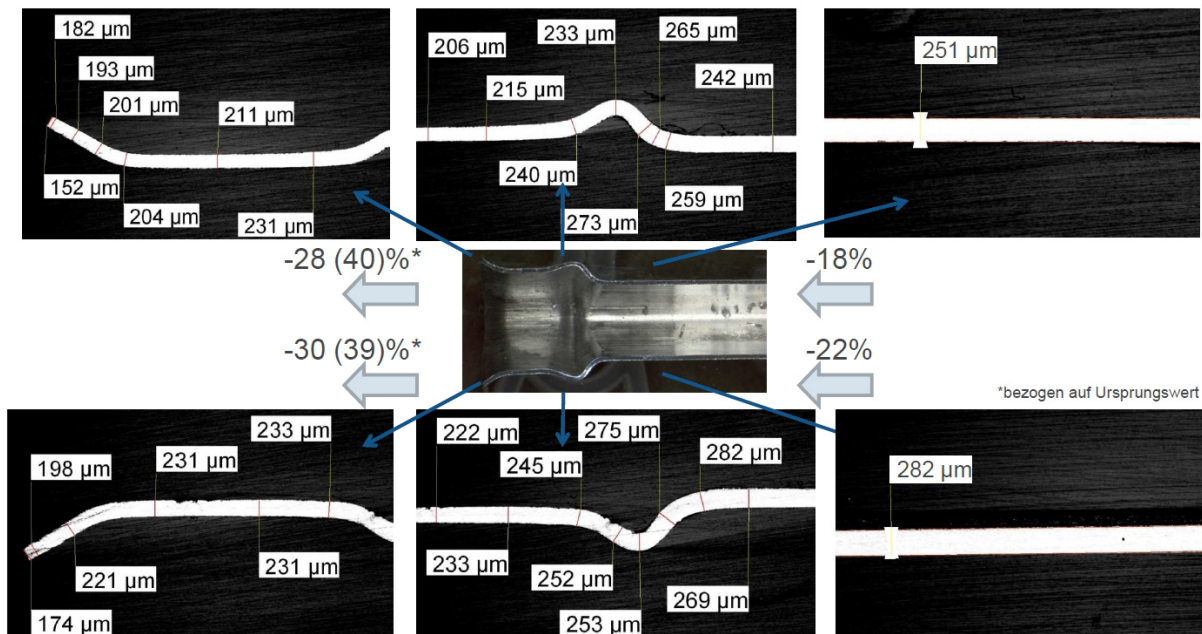 182 µm
193 µm
201 µm
211 µm
152 µm
204 µm
231 µm
206 µm
215 µm
233 µm
265 µm
242 µm
240 µm
273 µm
259 µm
251 µm
-28 (40)%*
-18%
-30 (39)%*
-22%
*bezogen auf Ursprungswert
198 µm
231 µm
233 µm
221 µm
231 µm
174 µm
222 µm
245 µm
275 µm
282 µm
233 µm
252 µm
253 µm
269 µm
282 µm